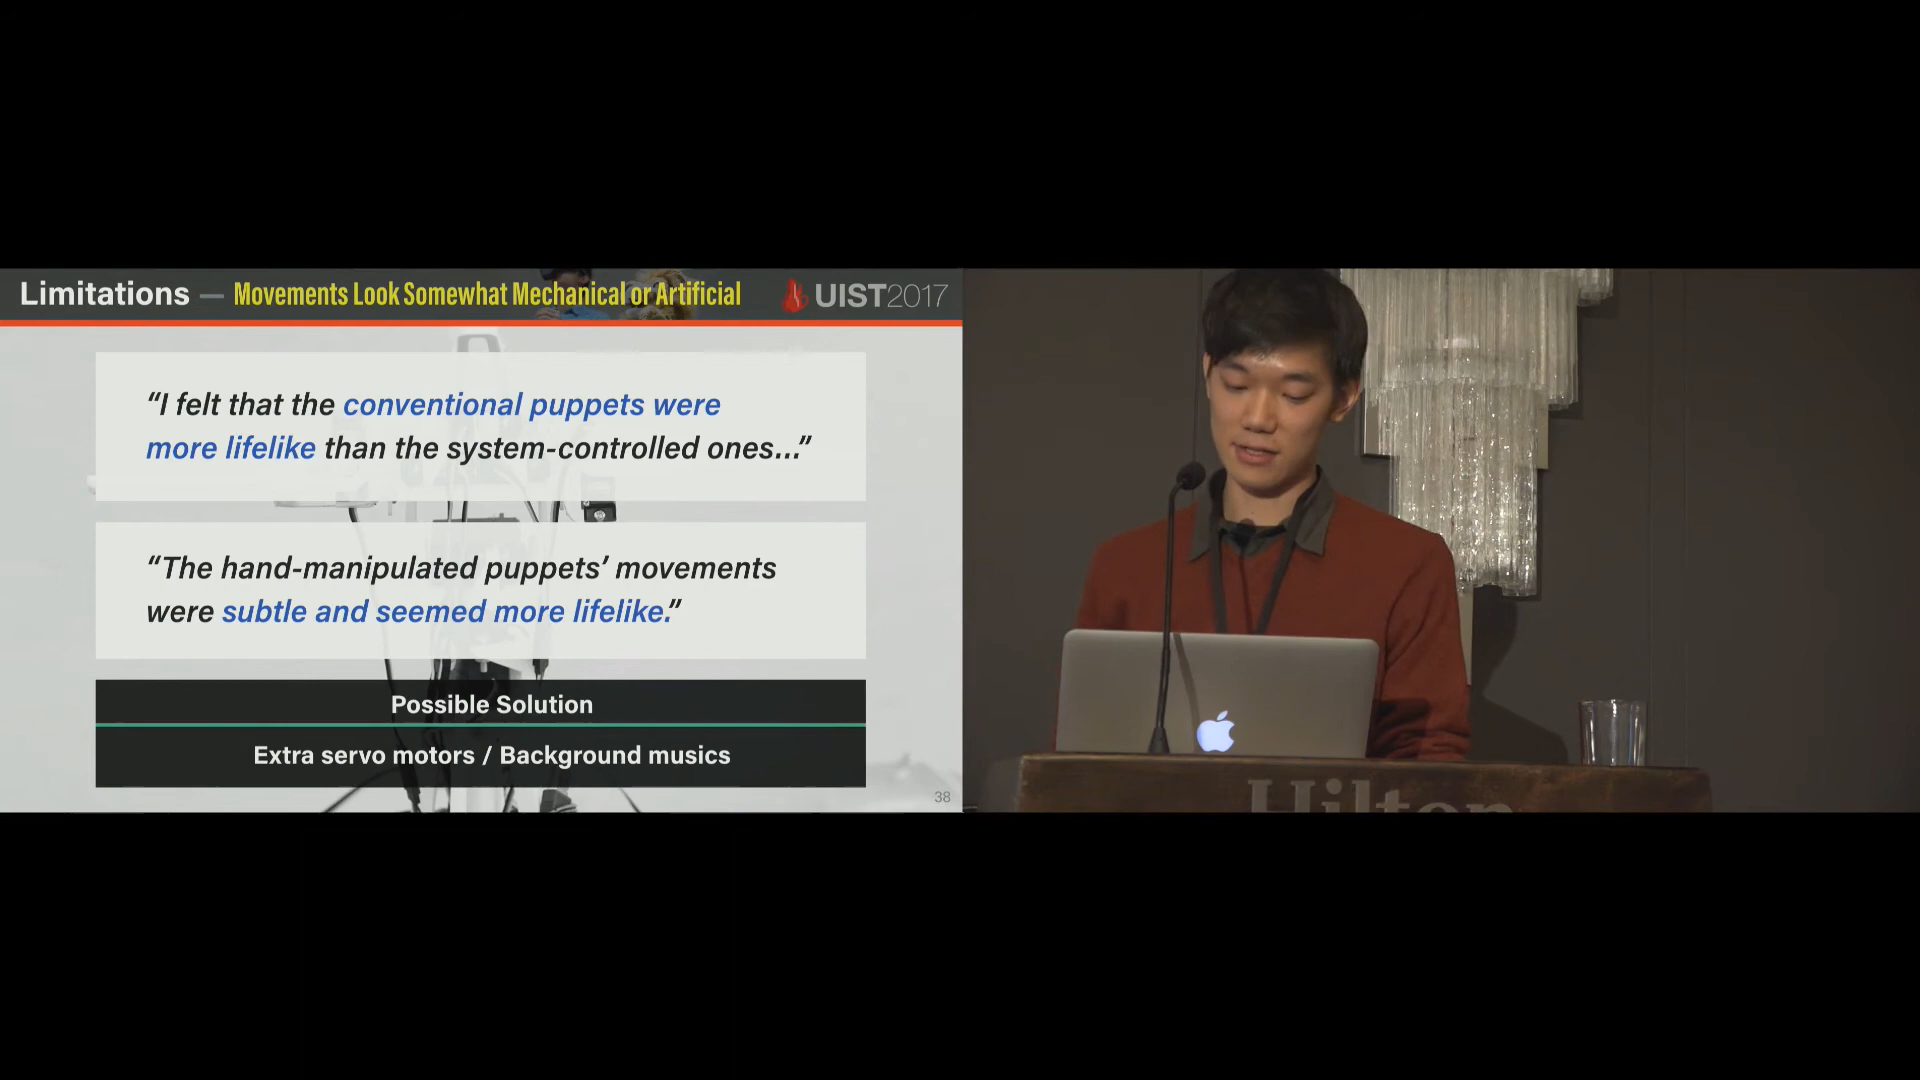 Limitations — Movements Look Somewhat Mechanical or Artificial
UIST2017
“I felt that the conventional puppets were
more lifelike than the system-controlled ones...”
“The hand-manipulated puppets’ movements
were subtle and seemed more lifelike.”
Possible Solution
Extra servo motors / Background musics
38
Hilton